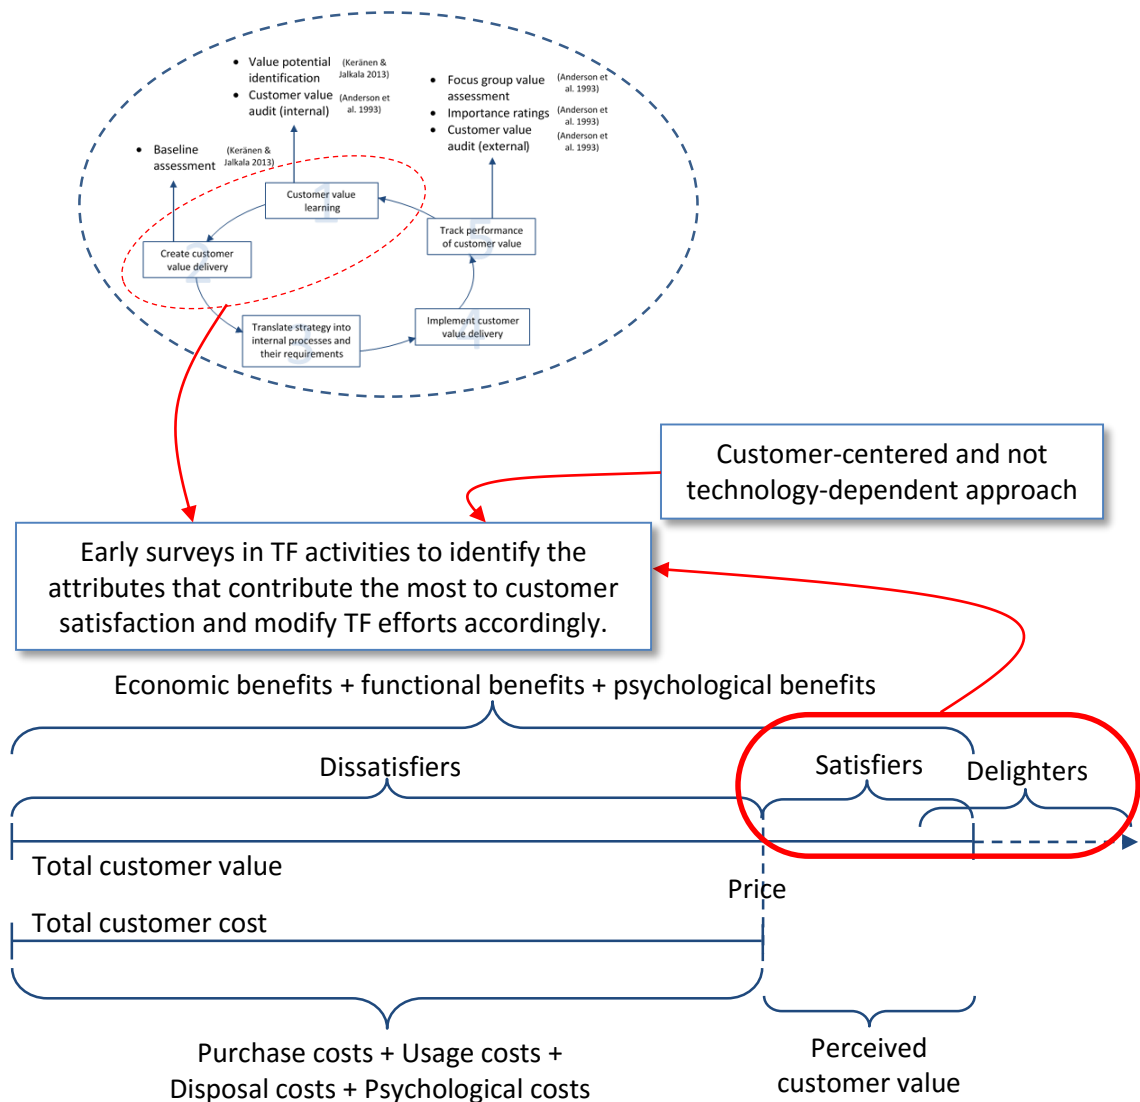 • Value potential
identification
(Keränen &
Jalkala 2013)
• Customer value
audit (internal)
(Anderson et
al. 1993)
• Focus group value
assessment
(Anderson et
al. 1993)
• Importance ratings
(Anderson et
al. 1993)
• Customer value
audit (external)
(Anderson et
al. 1993)
• Baseline
assessment
(Keränen &
Jalkala 2013)
1
Customer value
learning
2
Create customer
value delivery
5
Track performance
of customer value
3
Translate strategy into
internal processes and
their requirements
4
Implement customer
value delivery
Customer-centered and not
technology-dependent approach
Early surveys in TF activities to identify the
attributes that contribute the most to customer
satisfaction and modify TF efforts accordingly.
Economic benefits + functional benefits + psychological benefits
Dissatisfiers
Satisfiers
Delighters
Total customer value
Price
Total customer cost
Purchase costs + Usage costs +
Disposal costs + Psychological costs
Perceived
customer value